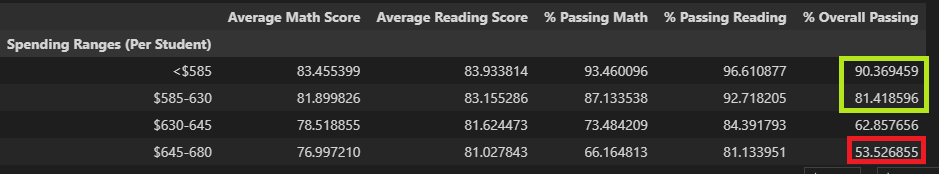 Average Math Score Average Reading Score % Passing Math % Passing Reading % Overall Passing
Spending Ranges (Per Student)
<$585 83.455399 83.933814 93.460096 96.610877 90.369459
$585-630 81.899826 83.155286 87.133538 92.718205 81.418596
$630-645 78.518855 81.624473 73.484209 84.391793 62.857656
$645-680 76.997210 81.027843 66.164813 81.133951 53.526855